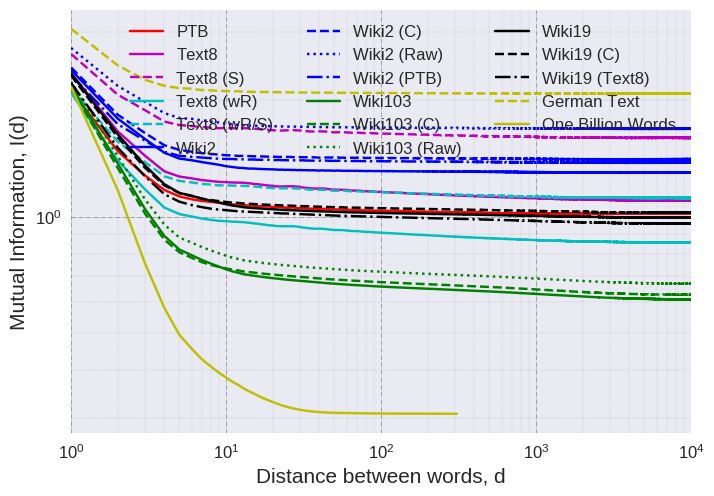 PTB
Text8
Text8 (S)
Text8 (wR)
Text8 (wR/S)
Wiki2
Wiki2 (C)
Wiki2 (Raw)
Wiki2 (PTB)
Wiki103
Wiki103 (C)
Wiki103 (Raw)
Wiki19
Wiki19 (C)
Wiki19 (Text8)
German Text
One Billion Words
Mutual Information, I(d)
10⁰
10⁰ 10¹ 10² 10³ 10⁴
Distance between words, d